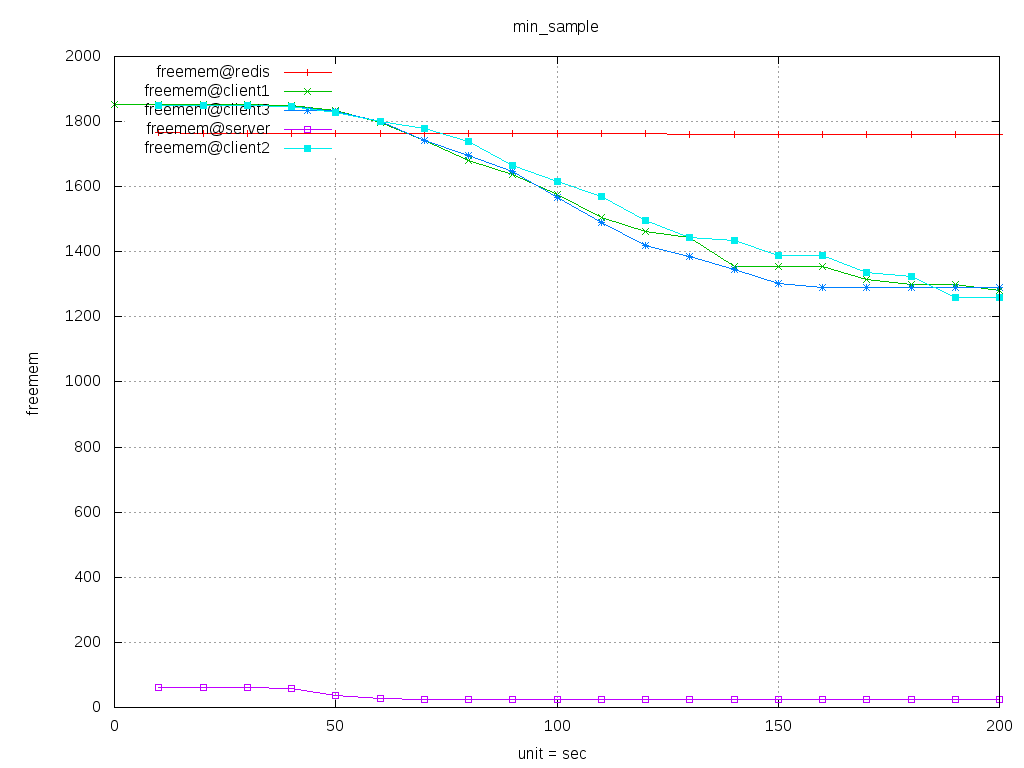 min_sample
2000
1800
1600
1400
1200
1000
800
600
400
200
0
freemem
freemem@redis
freemem@client1
freemem@client3
freemem@server
freemem@client2
0 50 100 150 200
unit = sec